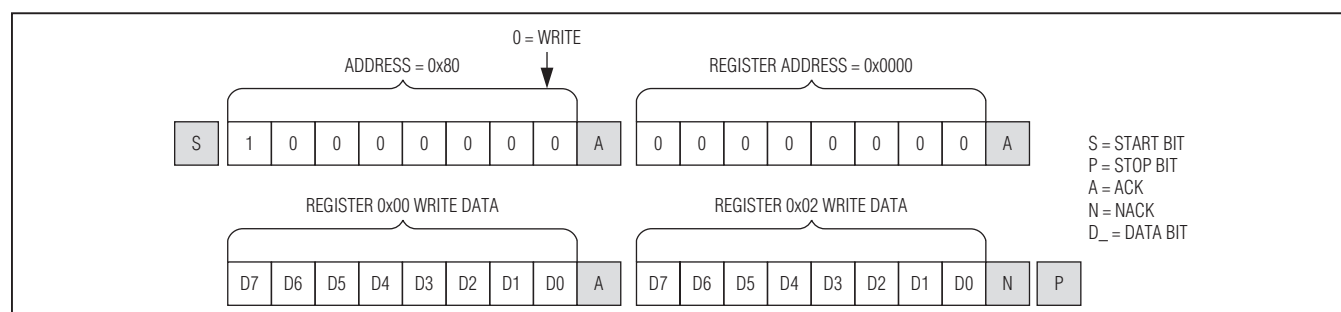 0 = WRITE
ADDRESS = 0x80 REGISTER ADDRESS = 0x0000
S 1 0 0 0 0 0 0 0 A 0 0 0 0 0 0 0 0 A
S = START BIT
P = STOP BIT
A = ACK
N = NACK
D_ = DATA BIT
REGISTER 0x00 WRITE DATA REGISTER 0x02 WRITE DATA
D7 D6 D5 D4 D3 D2 D1 D0 A D7 D6 D5 D4 D3 D2 D1 D0 N P